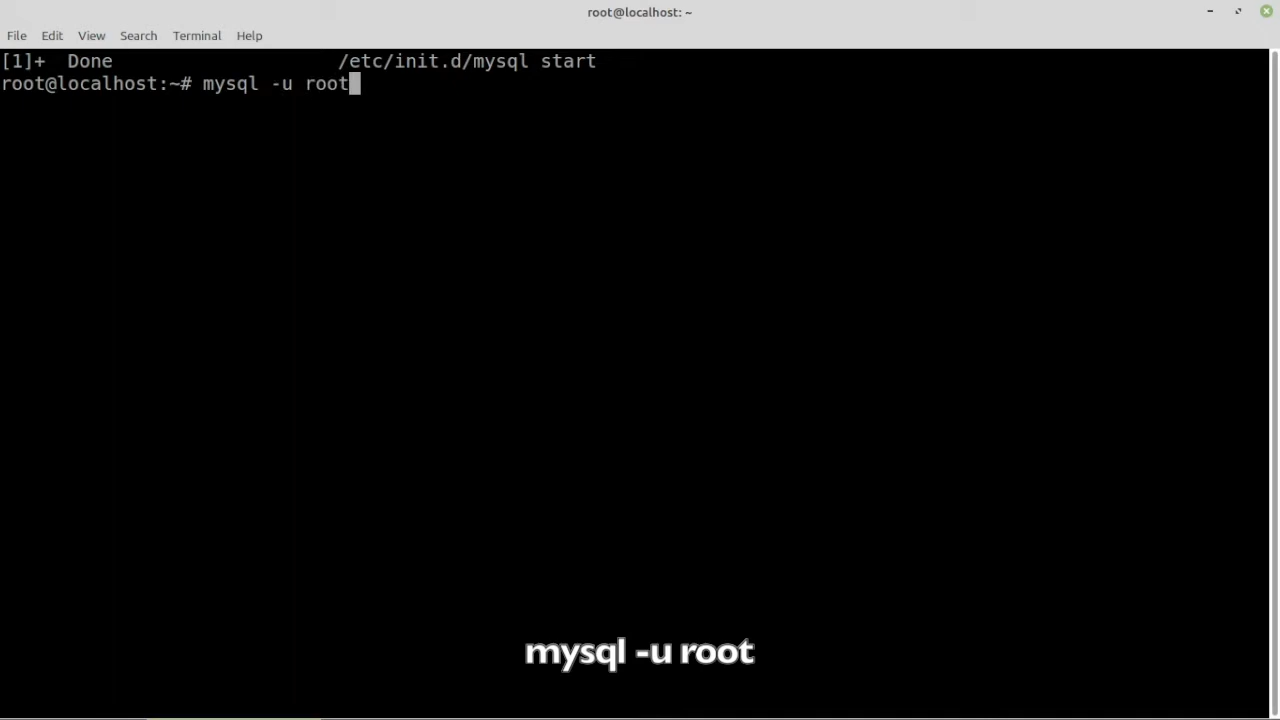 root@localhost: ~
File Edit View Search Terminal Help
[1]+  Done                    /etc/init.d/mysql start
root@localhost:~# mysql -u root
mysql -u root